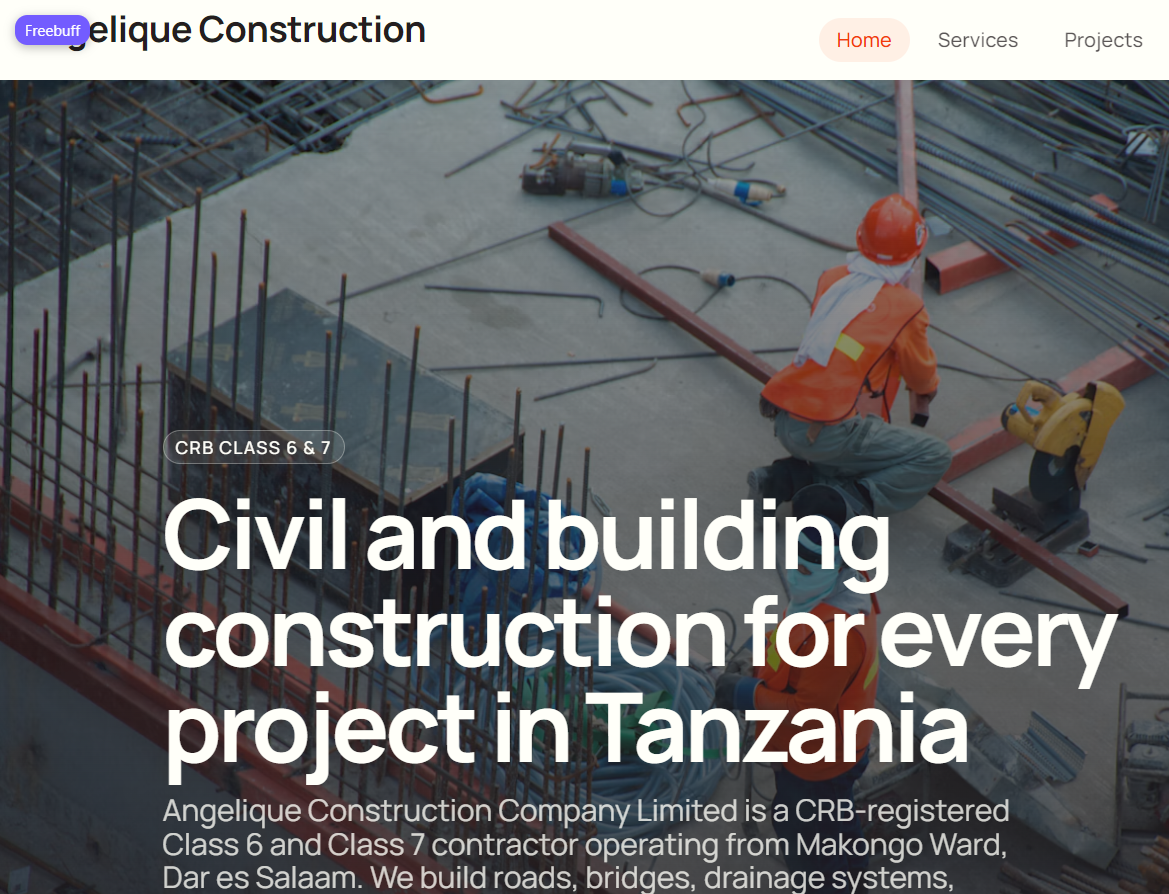 Freebuff
gelique Construction
Home
Services
Projects
CRB CLASS 6 & 7
Civil and building
construction for every
project in Tanzania
Angelique Construction Company Limited is a CRB-registered
Class 6 and Class 7 contractor operating from Makongo Ward,
Dar es Salaam. We build roads, bridges, drainage systems,